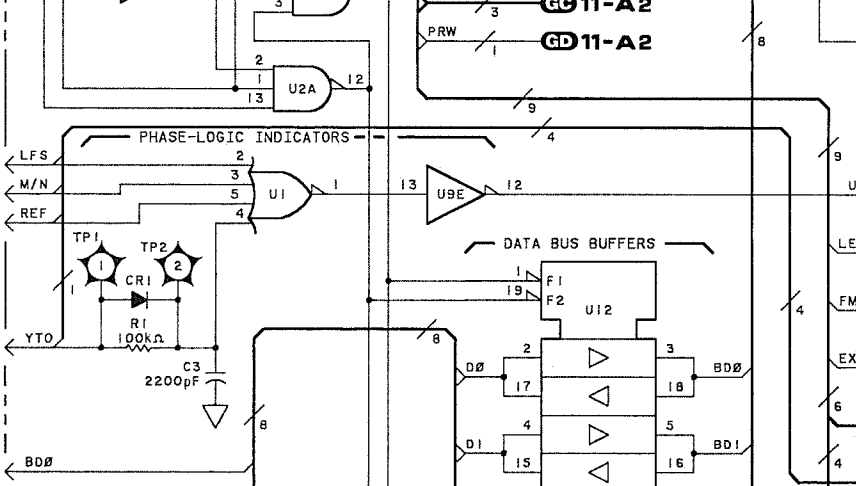 3
GC 11-A2
3
PRW
GD 11-A2
1
8
2
1
13
U2A
12
9
PHASE-LOGIC INDICATORS
4
9
LFS
2
M/N
3
5
REF
4
U1
1
13
U9E
12
U
TP1
TP2
1
2
CR1
1
R1
100kΩ
YTO
C3
2200pF
DATA BUS BUFFERS
LE
1
F1
19
F2
U12
FM
4
8
DØ
2
3
BDØ
17
18
EX
8
6
D1
4
5
BD1
15
16
4
BDØ